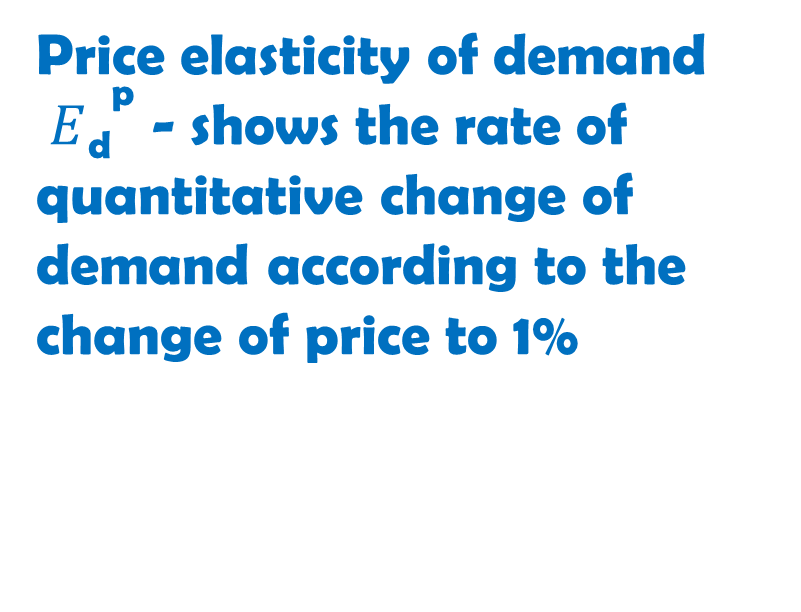 Price elasticity of demand
E_d^p - shows the rate of
quantitative change of
demand according to the
change of price to 1%